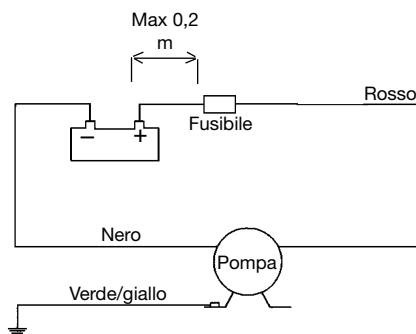 Max 0,2
m
Rosso
− +
Fusibile
Nero
Pompa
Verde/giallo